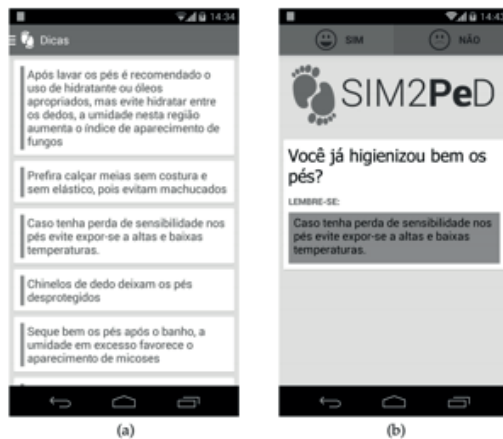 14:34
Dicas
Após lavar os pés é recomendado o
uso de hidratante ou óleos
apropriados, mas evite hidratar entre
os dedos, a umidade nesta região
aumenta o índice de aparecimento de
fungos
Prefira calçar meias sem costura e
sem elástico, pois evitam machucados
Caso tenha perda de sensibilidade nos
pés evite expor-se a altas e baixas
temperaturas.
Chinelos de dedo deixam os pés
desprotegidos
Seque bem os pés após o banho, a
umidade em excesso favorece o
aparecimento de micoses
(a)
14:43
SIM
NÃO
SIM2PeD
Você já higienizou bem os
pés?
LEMBRE-SE:
Caso tenha perda de sensibilidade nos
pés evite expor-se a altas e baixas
temperaturas.
(b)